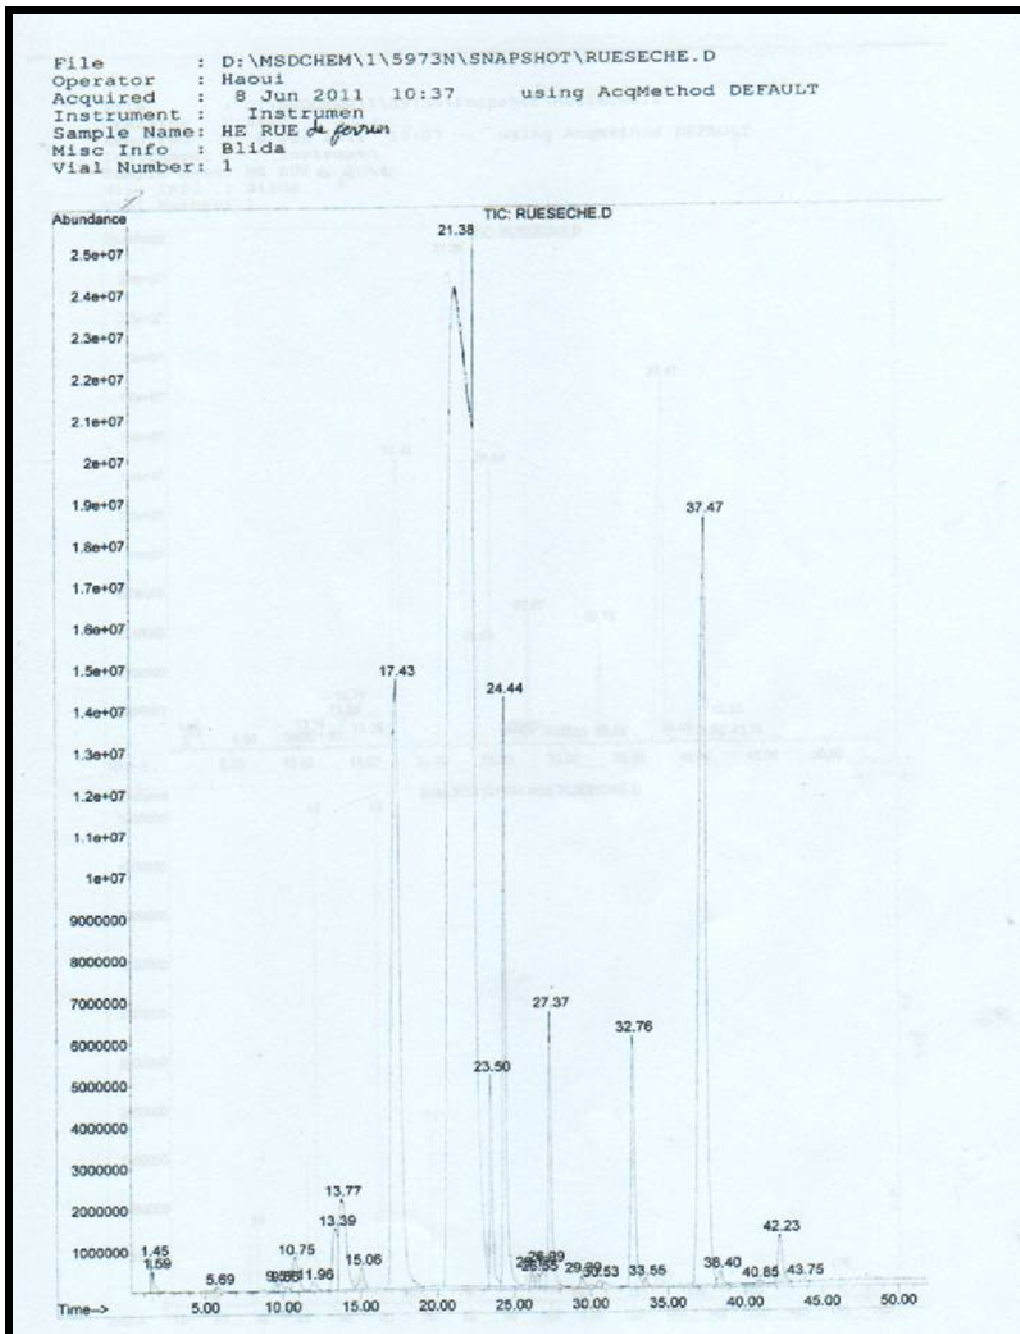 File : D:\MSDCHEM\1\5973N\SNAPSHOT\RUESECHE.D
Operator : Haoui
Acquired : 8 Jun 2011 10:37 using AcqMethod DEFAULT
Instrument : Instrumen
Sample Name: HE RUE de
Misc Info : Blida
Vial Number: 1
Abundance
TIC: RUESECHE.D
21.38
2.5e+07
2.4e+07
2.3e+07
2.2e+07
2.1e+07
2e+07
1.9e+07
37.47
1.8e+07
1.7e+07
1.6e+07
1.5e+07
17.43
24.44
1.4e+07
1.3e+07
1.2e+07
1.1e+07
1e+07
9000000
8000000
7000000
27.37
32.76
6000000
23.50
5000000
4000000
3000000
13.77
2000000
13.39
42.23
1000000
1.45
1.59
5.69
10.75
11.96
15.06
33.55
38.40
40.85
43.75
Time-->
5.00 10.00 15.00 20.00 25.00 30.00 35.00 40.00 45.00 50.00